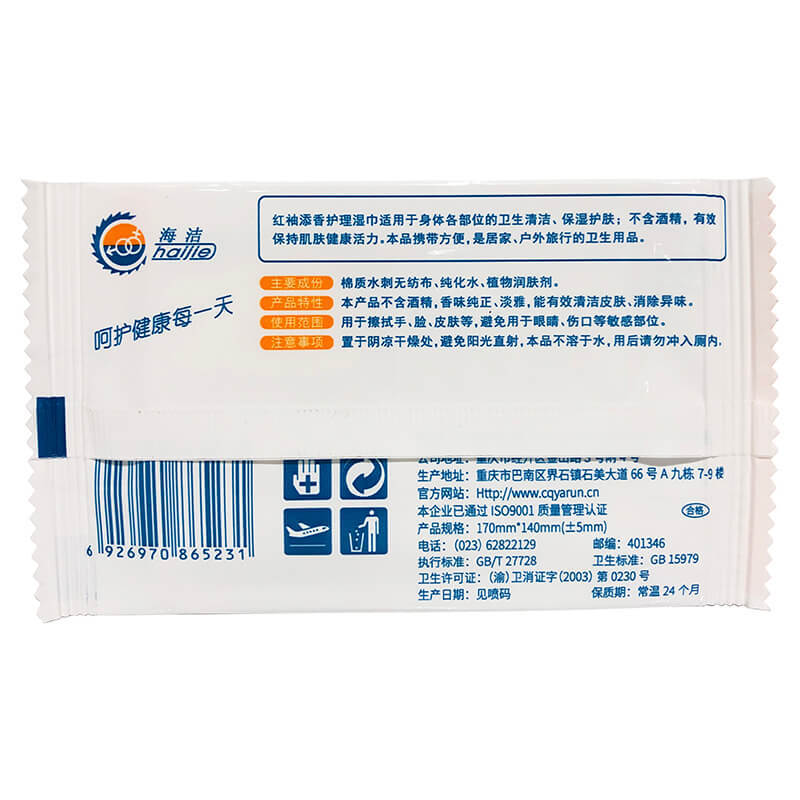 海洁
haijie
呵护健康每一天
红袖添香护理湿巾适用于身体各部位的卫生清洁、保湿护肤；不含酒精，有效
保持肌肤健康活力。本品携带方便，是居家、户外旅行的卫生用品。
主要成份 棉质水刺无纺布、纯化水、植物润肤剂。
产品特性 本产品不含酒精，香味纯正、淡雅，能有效清洁皮肤、消除异味。
使用范围 用于擦拭手、脸、皮肤等，避免用于眼睛、伤口等敏感部位。
注意事项 置于阴凉干燥处，避免阳光直射，本品不溶于水，用后请勿冲入厕内.
生产地址：重庆市巴南区界石镇石美大道 66 号 A 九栋 7-9 楼
官方网站：Http://www.cqyarun.cn
本企业已通过 ISO9001 质量管理认证 合格
产品规格：170mm*140mm(±5mm)
电话：(023) 62822129 邮编：401346
执行标准：GB/T 27728 卫生标准：GB 15979
卫生许可证：（渝）卫消证字（2003）第 0230 号
生产日期：见喷码 保质期：常温 24 个月
6 926970 865231